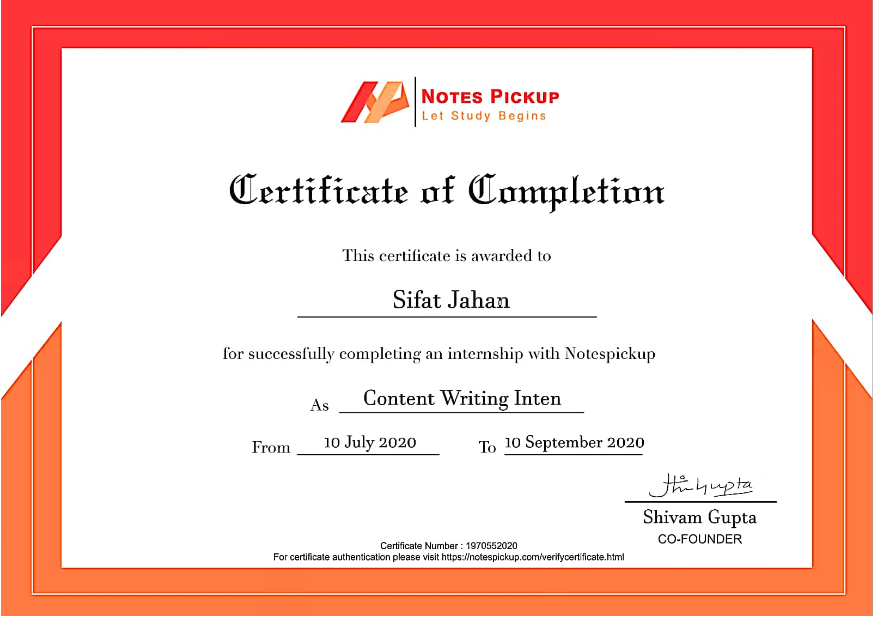 NOTES PICKUP
Let Study Begins
Certificate of Completion
This certificate is awarded to
Sifat Jahan
for successfully completing an internship with Notespickup
As Content Writing Inten
From 10 July 2020 To 10 September 2020
Shivam Gupta
CO-FOUNDER
Certificate Number : 1970552020
For certificate authentication please visit https://notespickup.com/verifycertificate.html